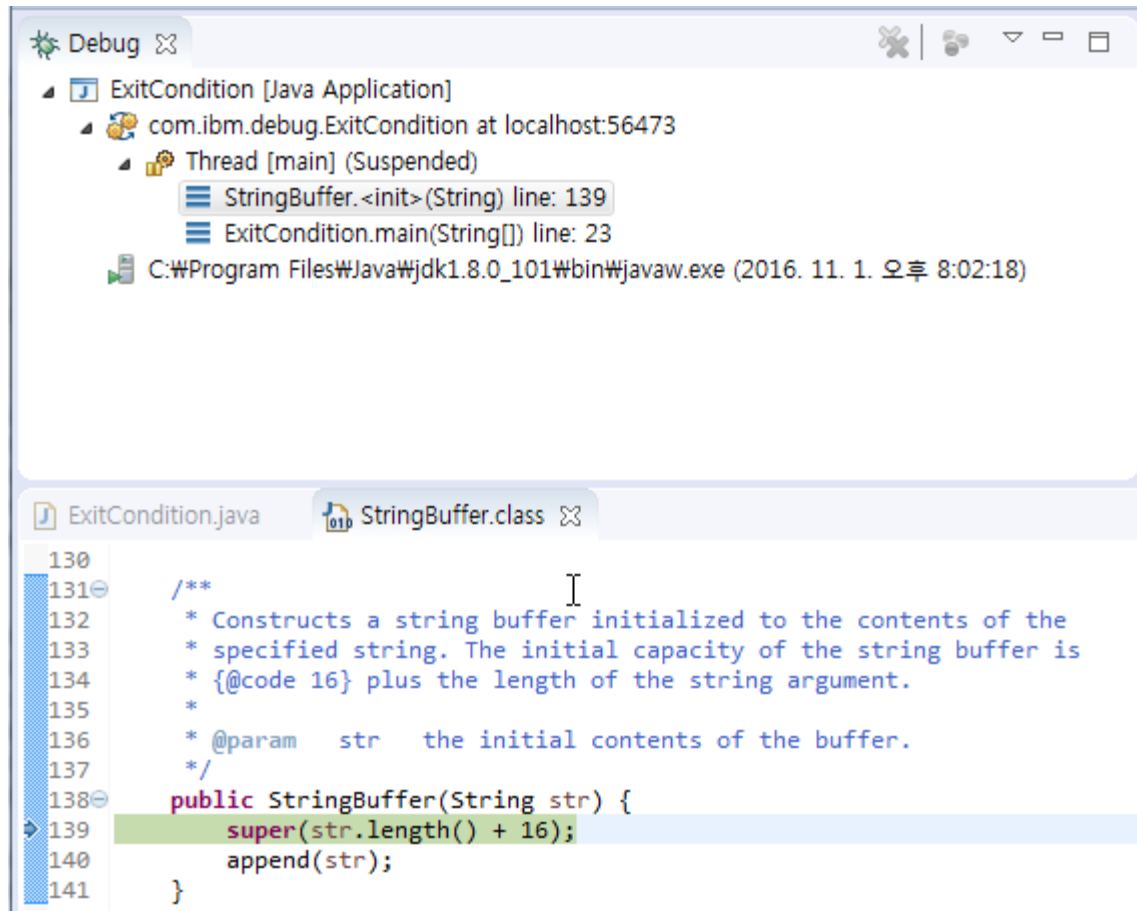 Debug
ExitCondition [Java Application]
com.ibm.debug.ExitCondition at localhost:56473
Thread [main] (Suspended)
StringBuffer.<init>(String) line: 139
ExitCondition.main(String[]) line: 23
C:₩Program Files₩Java₩jdk1.8.0_101₩bin₩javaw.exe (2016. 11. 1. 오후 8:02:18)
ExitCondition.java StringBuffer.class
130
131 /**
132 * Constructs a string buffer initialized to the contents of the
133 * specified string. The initial capacity of the string buffer is
134 * {@code 16} plus the length of the string argument.
135 *
136 * @param str the initial contents of the buffer.
137 */
138 public StringBuffer(String str) {
139 super(str.length() + 16);
140 append(str);
141 }